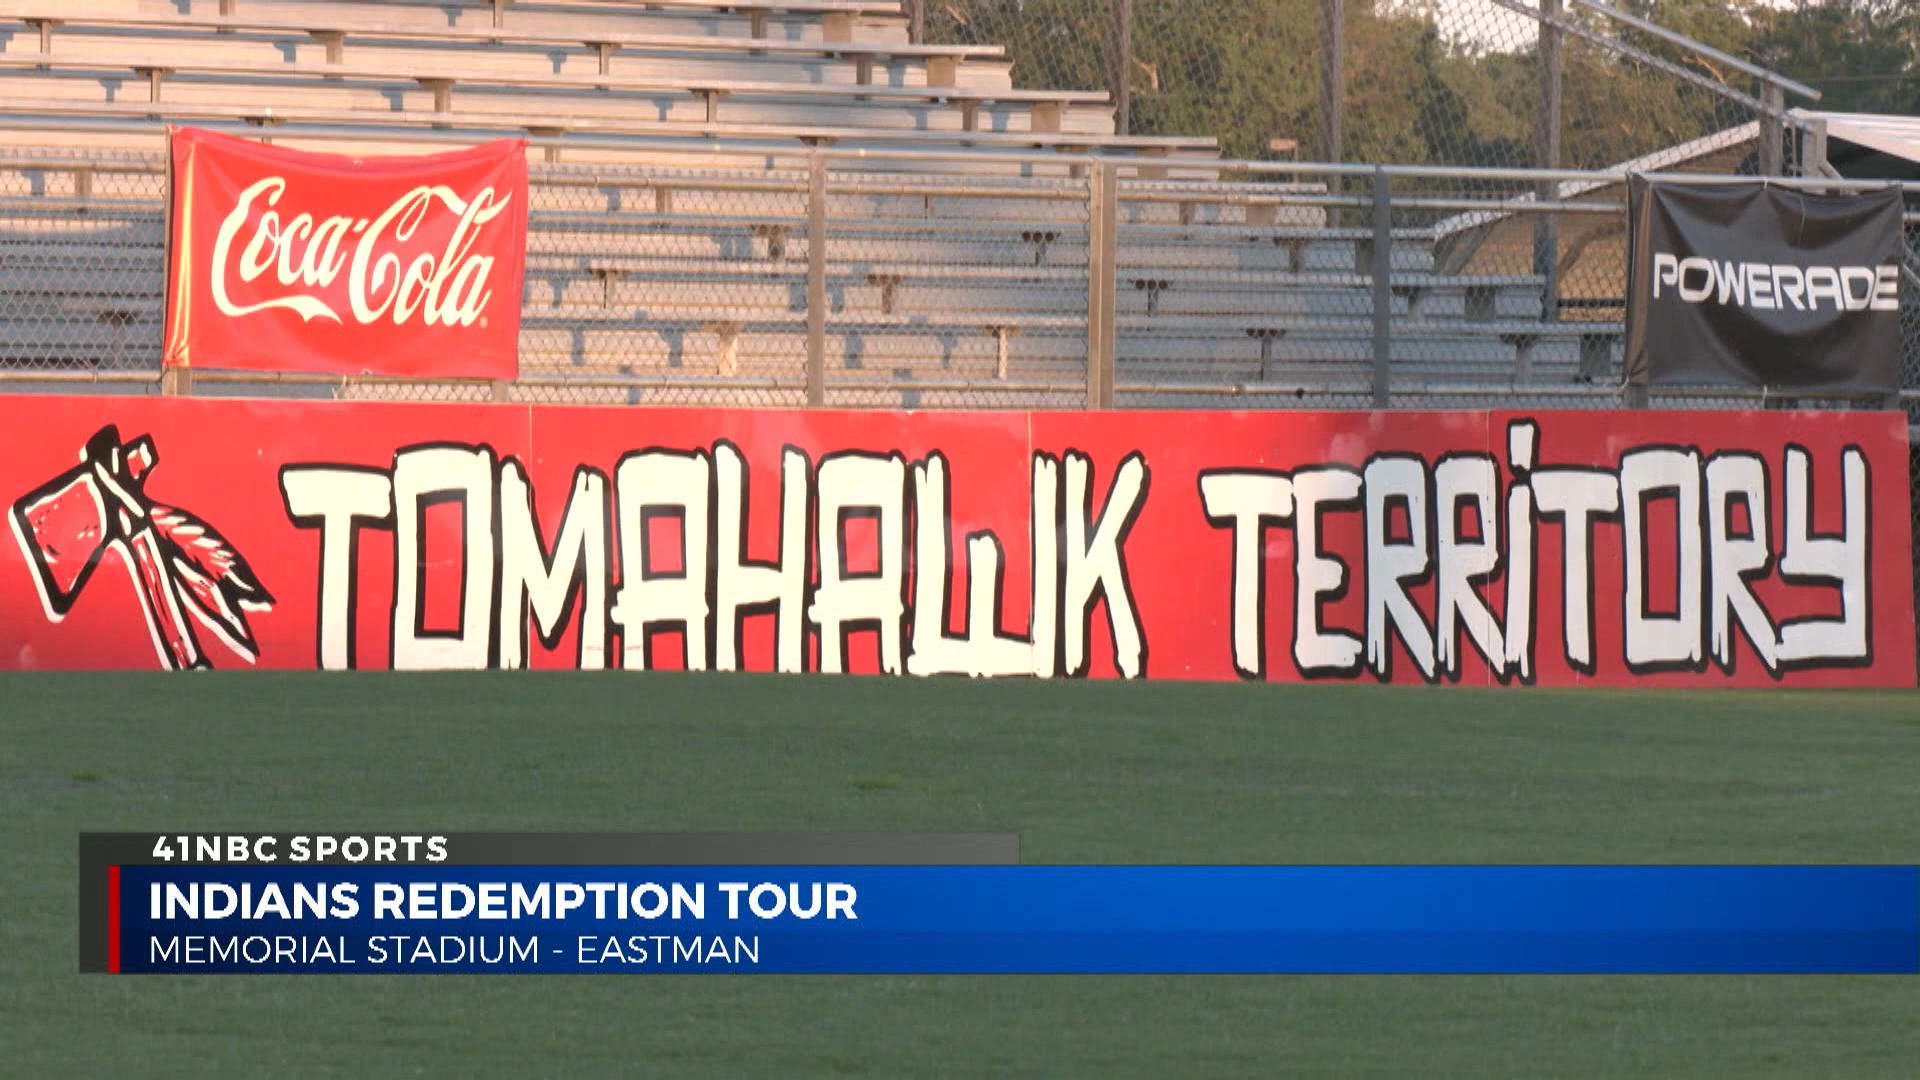 Coca-Cola
POWERADE
TOMAHAWK TERRiTORY
41NBC SPORTS
INDIANS REDEMPTION TOUR
MEMORIAL STADIUM - EASTMAN